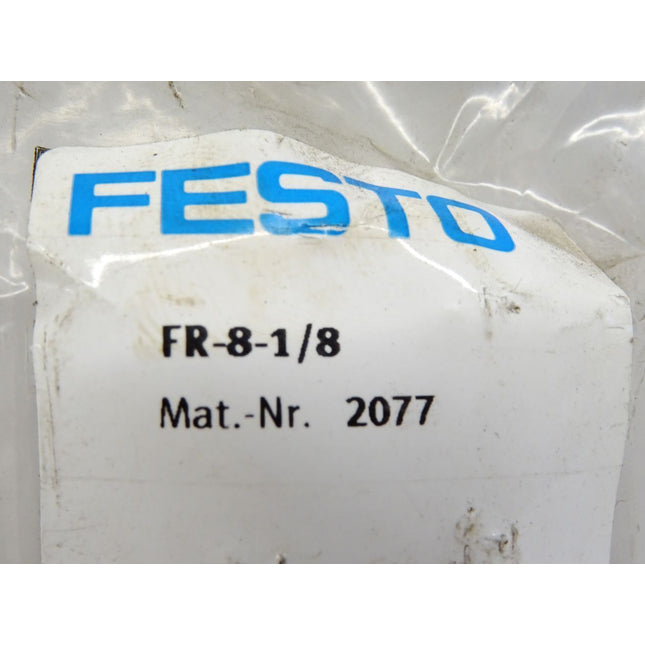 FESTO
FR-8-1/8
Mat.-Nr. 2077